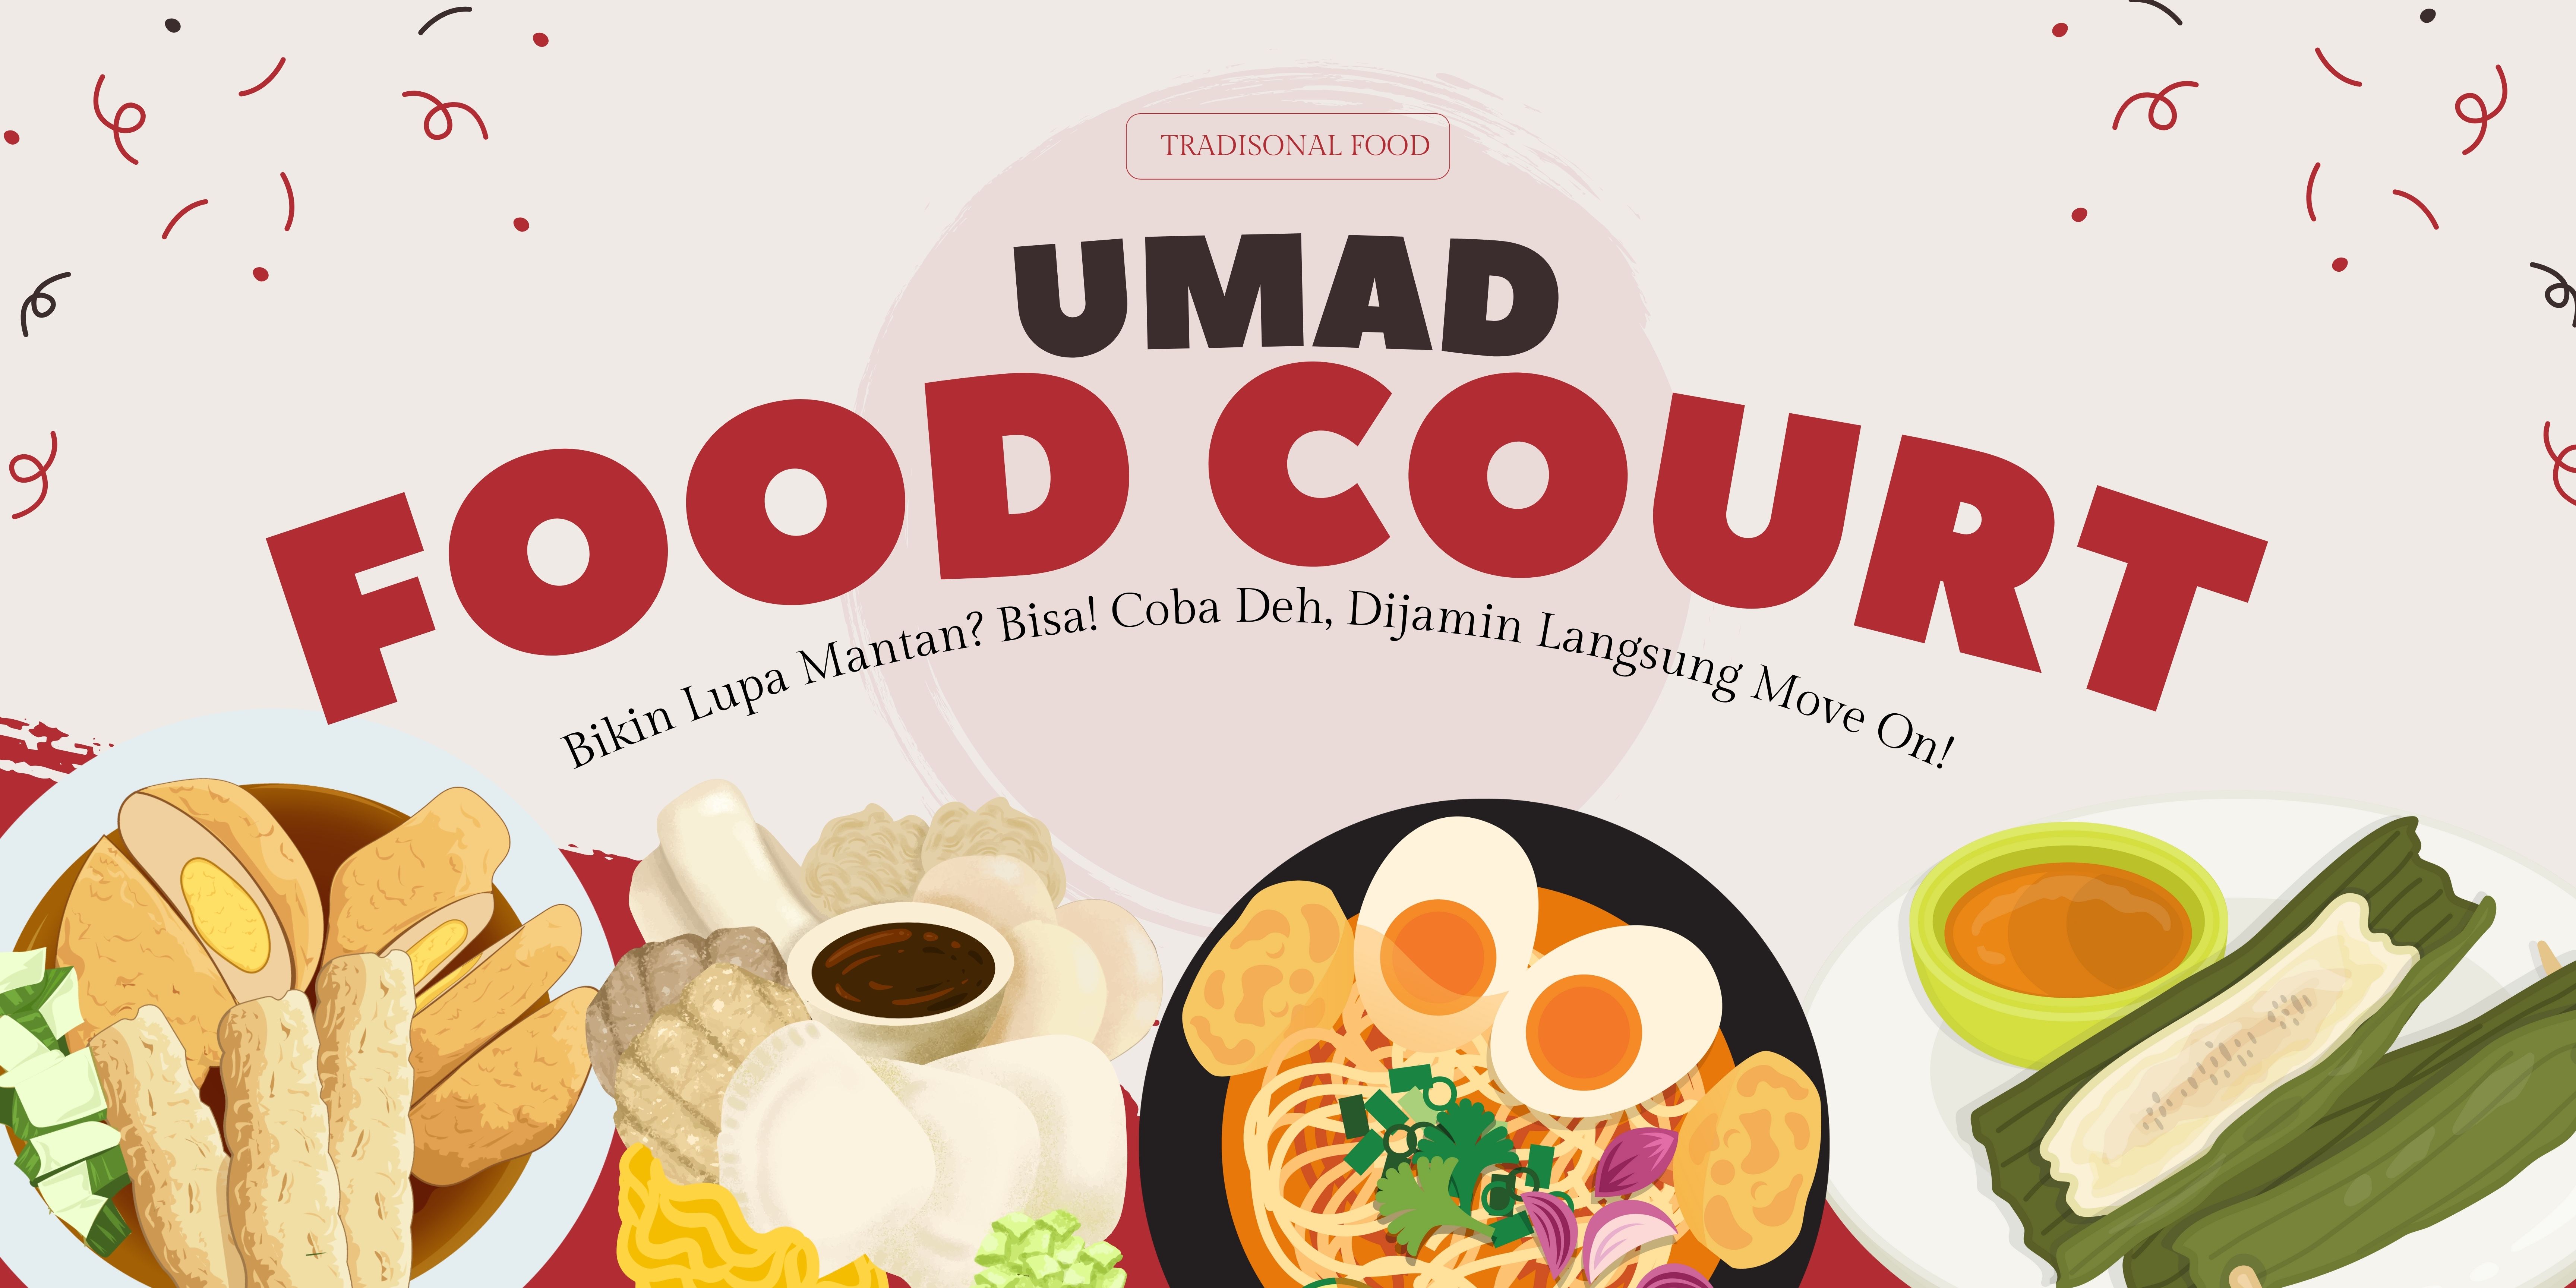 TRADISONAL FOOD
UMAD
FOOD COURT
Bikin Lupa Mantan? Bisa! Coba Deh, Dijamin Langsung Move On!